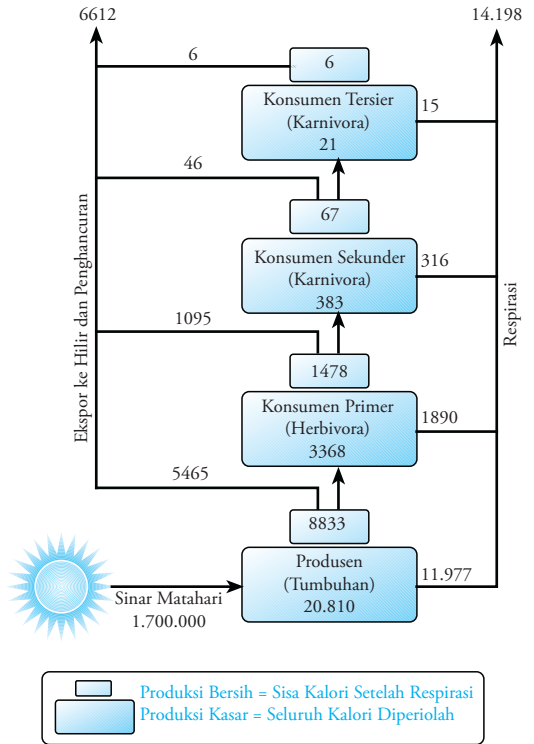 6612
14.198
6
6
Konsumen Tersier
(Karnivora)
21
15
46
67
Konsumen Sekunder
(Karnivora)
383
316
Ekspor ke Hilir dan Penghancuran
Respirasi
1095
1478
Konsumen Primer
(Herbivora)
3368
1890
5465
8833
Produsen
(Tumbuhan)
20.810
11.977
Sinar Matahari
1.700.000
Produksi Bersih = Sisa Kalori Setelah Respirasi
Produksi Kasar = Seluruh Kalori Diperiolah